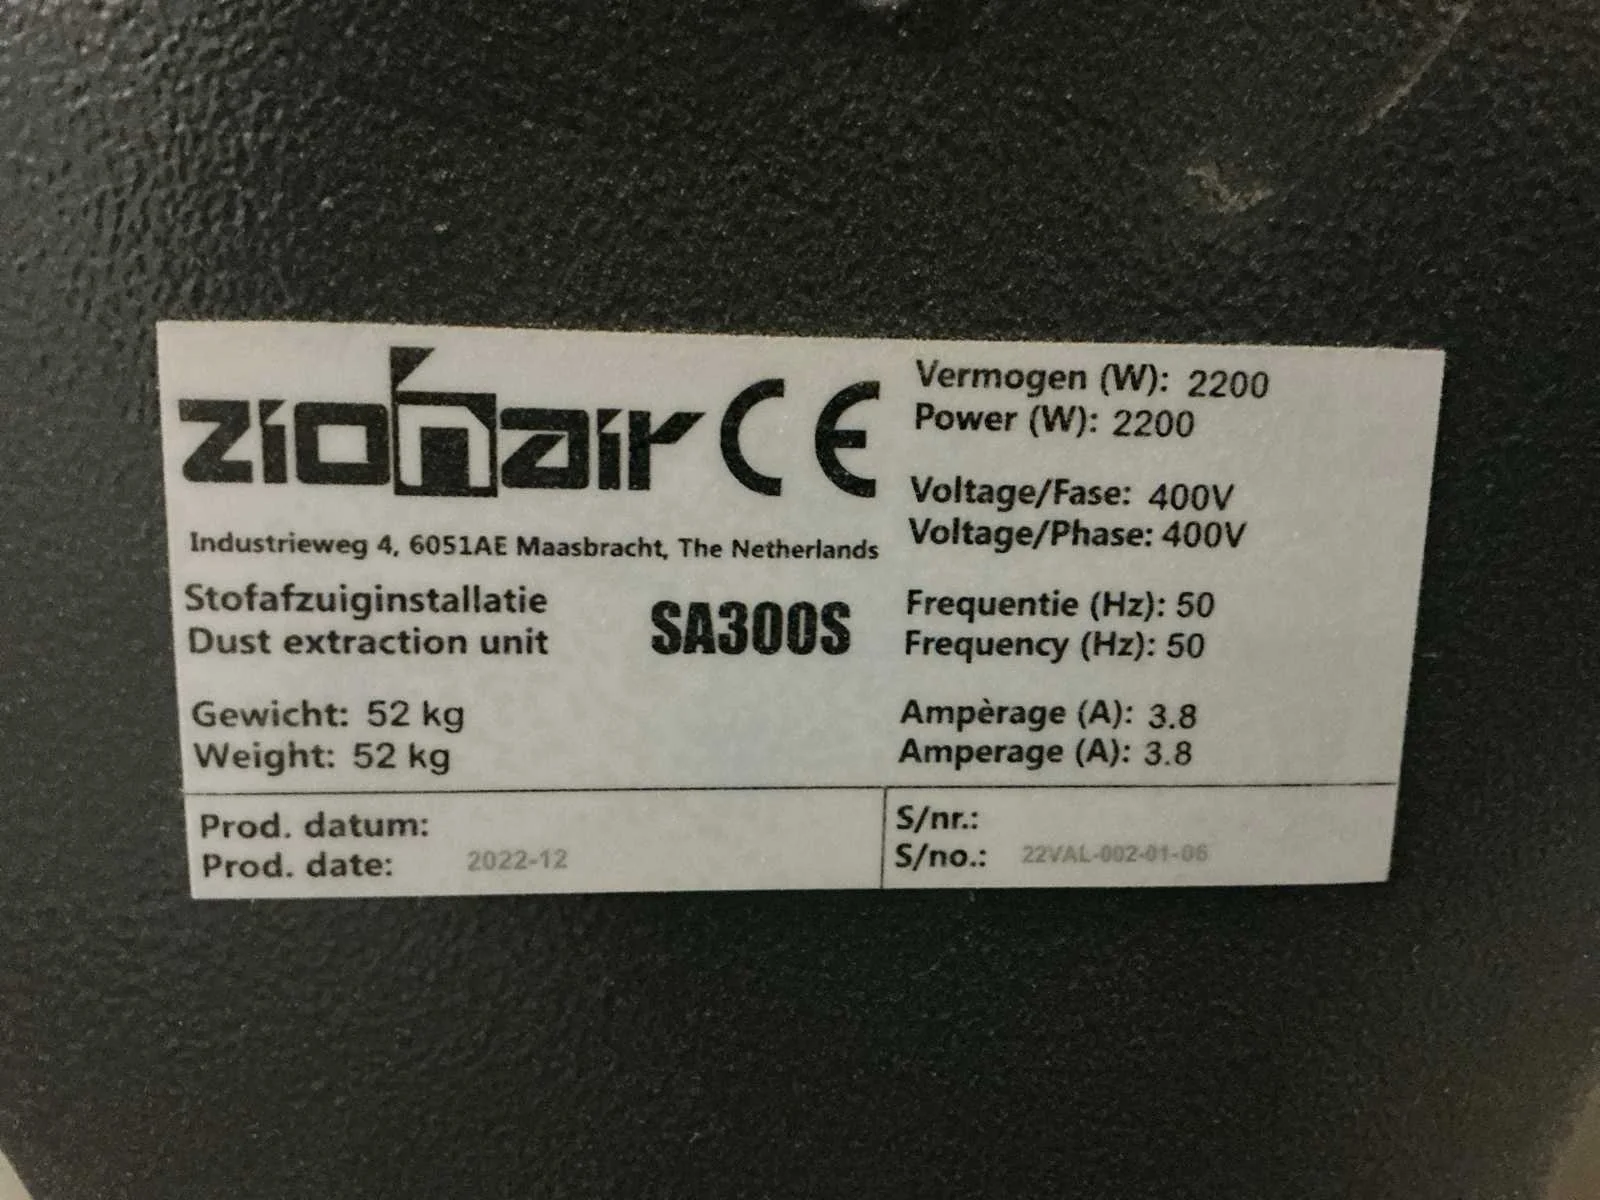 zionair CE
Industrieweg 4, 6051AE Maasbracht, The Netherlands
Stofafzuiginstallatie
Dust extraction unit
SA300S
Gewicht: 52 kg
Weight: 52 kg
Vermogen (W): 2200
Power (W): 2200
Voltage/Fase: 400V
Voltage/Phase: 400V
Frequentie (Hz): 50
Frequency (Hz): 50
Ampèrage (A): 3.8
Amperage (A): 3.8
Prod. datum:
Prod. date: 2022-12
S/nr.:
S/no.: 22VAL-002-01-06